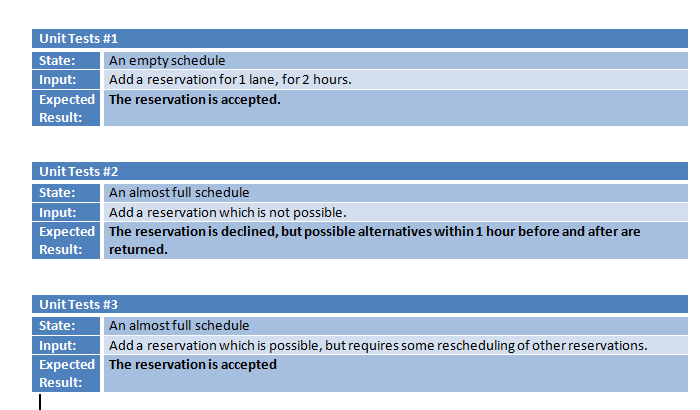 Unit Tests #1
State: An empty schedule
Input: Add a reservation for 1 lane, for 2 hours.
Expected The reservation is accepted.
Result:
Unit Tests #2
State: An almost full schedule
Input: Add a reservation which is not possible.
Expected The reservation is declined, but possible alternatives within 1 hour before and after are
Result: returned.
Unit Tests #3
State: An almost full schedule
Input: Add a reservation which is possible, but requires some rescheduling of other reservations.
Expected The reservation is accepted
Result: